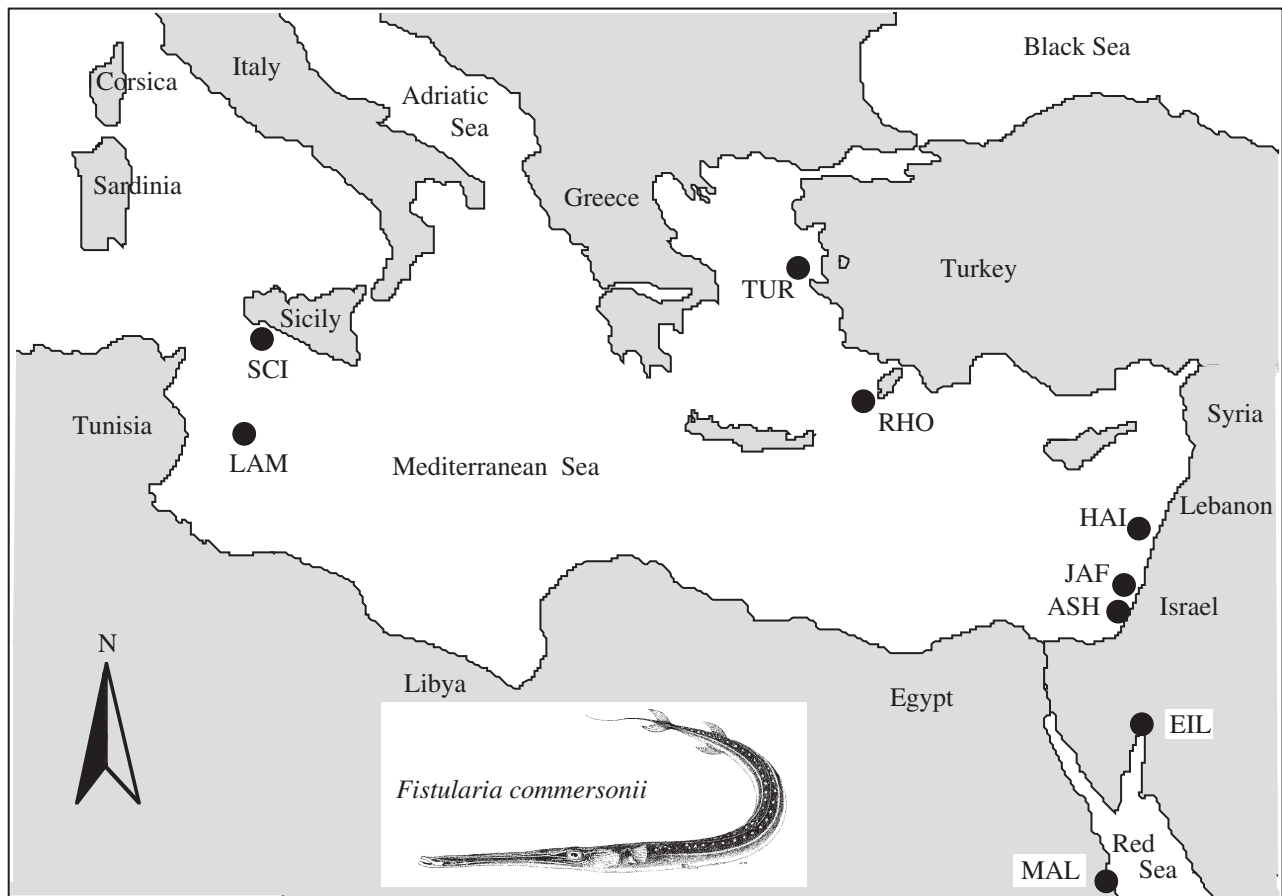 Black Sea
Italy
Corsica
Adriatic
Sea
Sardinia
Greece
Turkey
TUR
Sicily
SCI
Tunisia
RHO
Syria
LAM
Mediterranean Sea
Lebanon
HAI
JAF
ASH
Israel
N
Libya
Egypt
EIL
Fistularia commersonii
Red
Sea
MAL